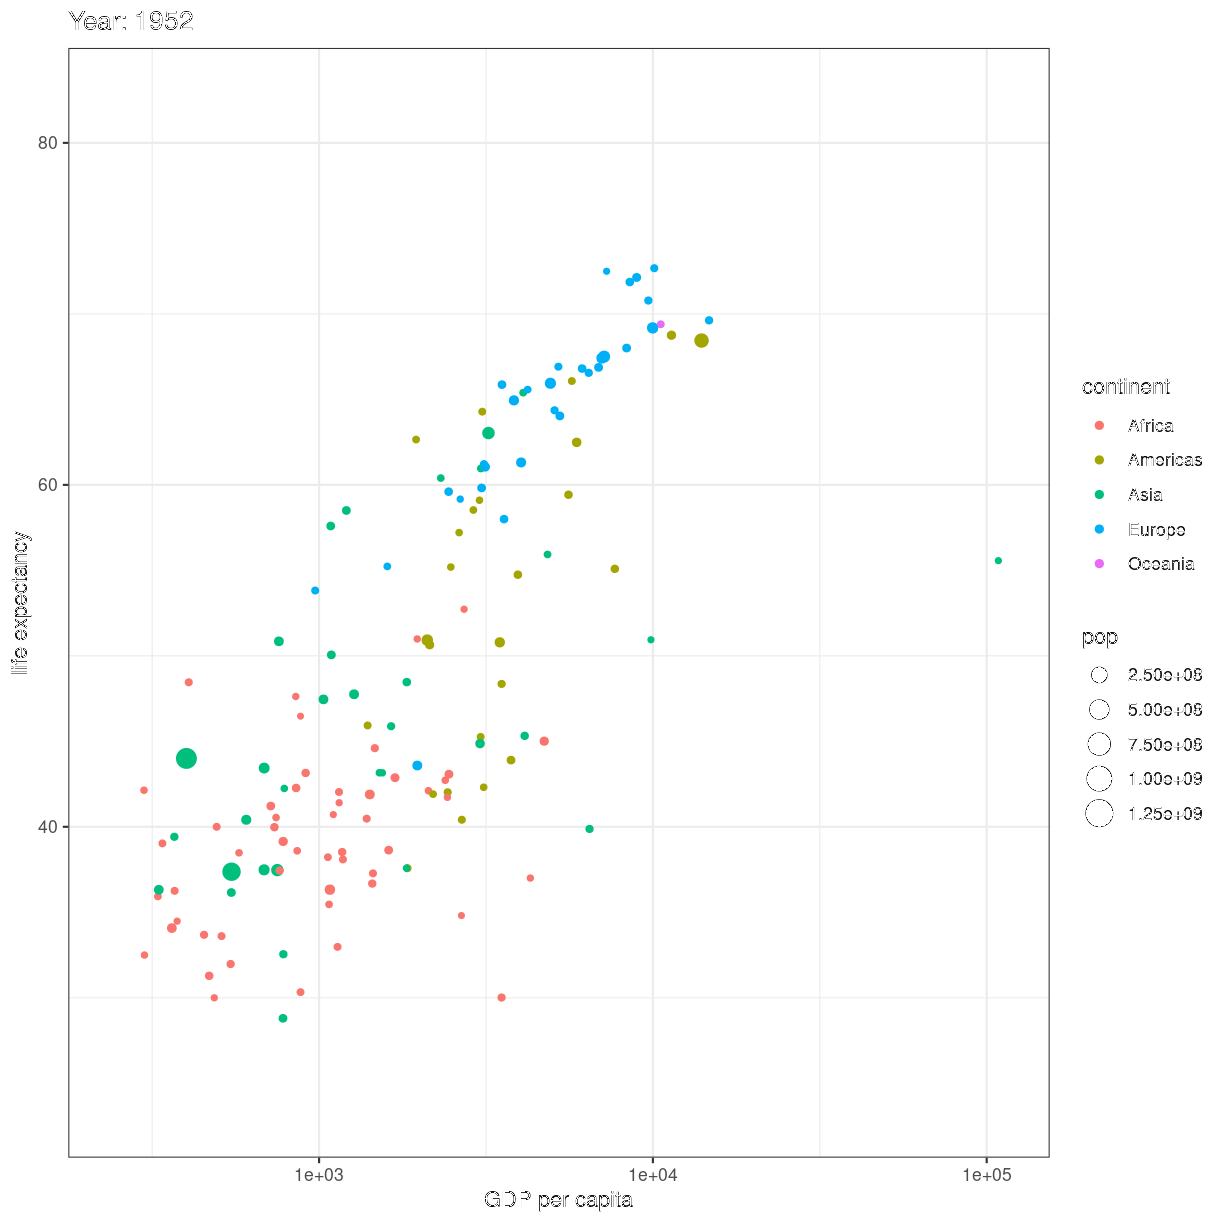 Year: 1952
80
60
40
life expectancy
1e+03
1e+04
1e+05
GDP per capita
continent
Africa
Americas
Asia
Europe
Oceania
pop
2.50e+08
5.00e+08
7.50e+08
1.00e+09
1.25e+09